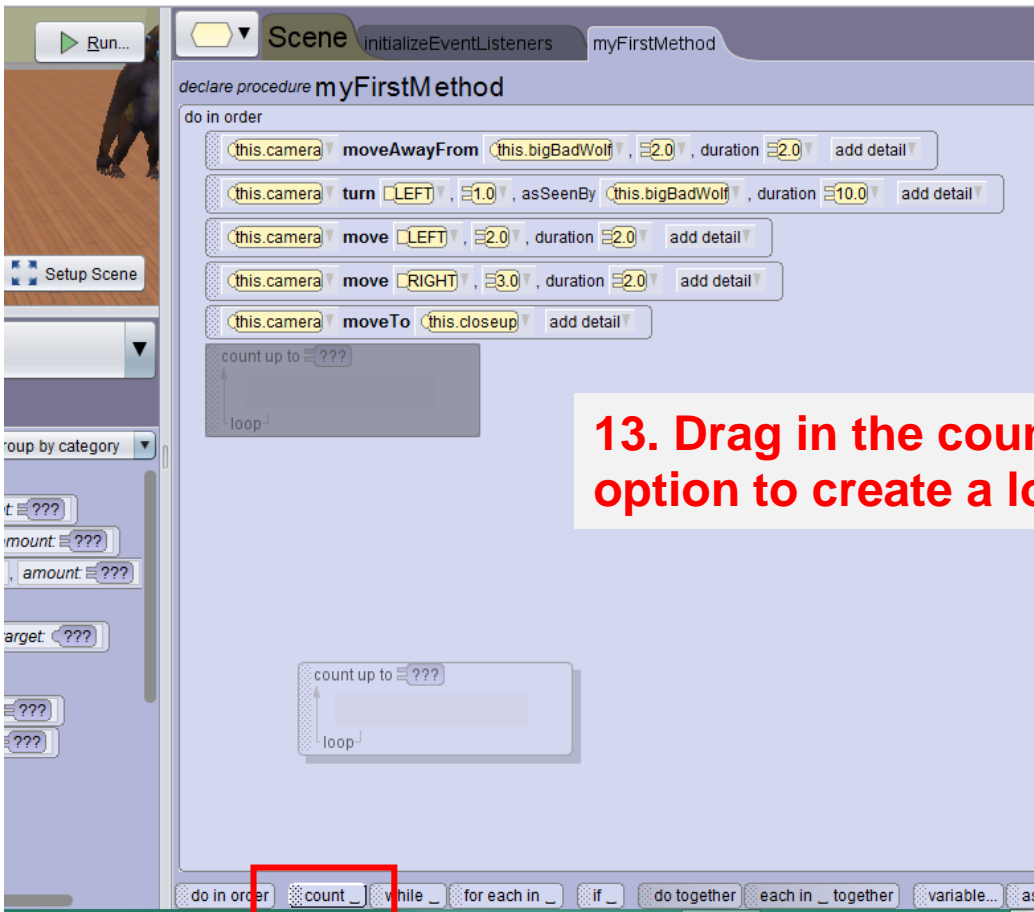 Run...
Scene initializeEventListeners myFirstMethod
declare procedure myFirstMethod
do in order
this.camera moveAwayFrom this.bigBadWolf , 2.0 , duration 2.0 add detail
this.camera turn LEFT , 1.0 , asSeenBy this.bigBadWolf , duration 10.0 add detail
this.camera move LEFT , 2.0 , duration 2.0 add detail
Setup Scene
this.camera move RIGHT , 3.0 , duration 2.0 add detail
this.camera moveTo this.closeup add detail
count up to ???
loop
13. Drag in the
option to create a
by category
???
???
, amount: ???
???
count up to ???
loop
???
???
do in order count _ while _ for each in _ if _ do together each in _ together variable...